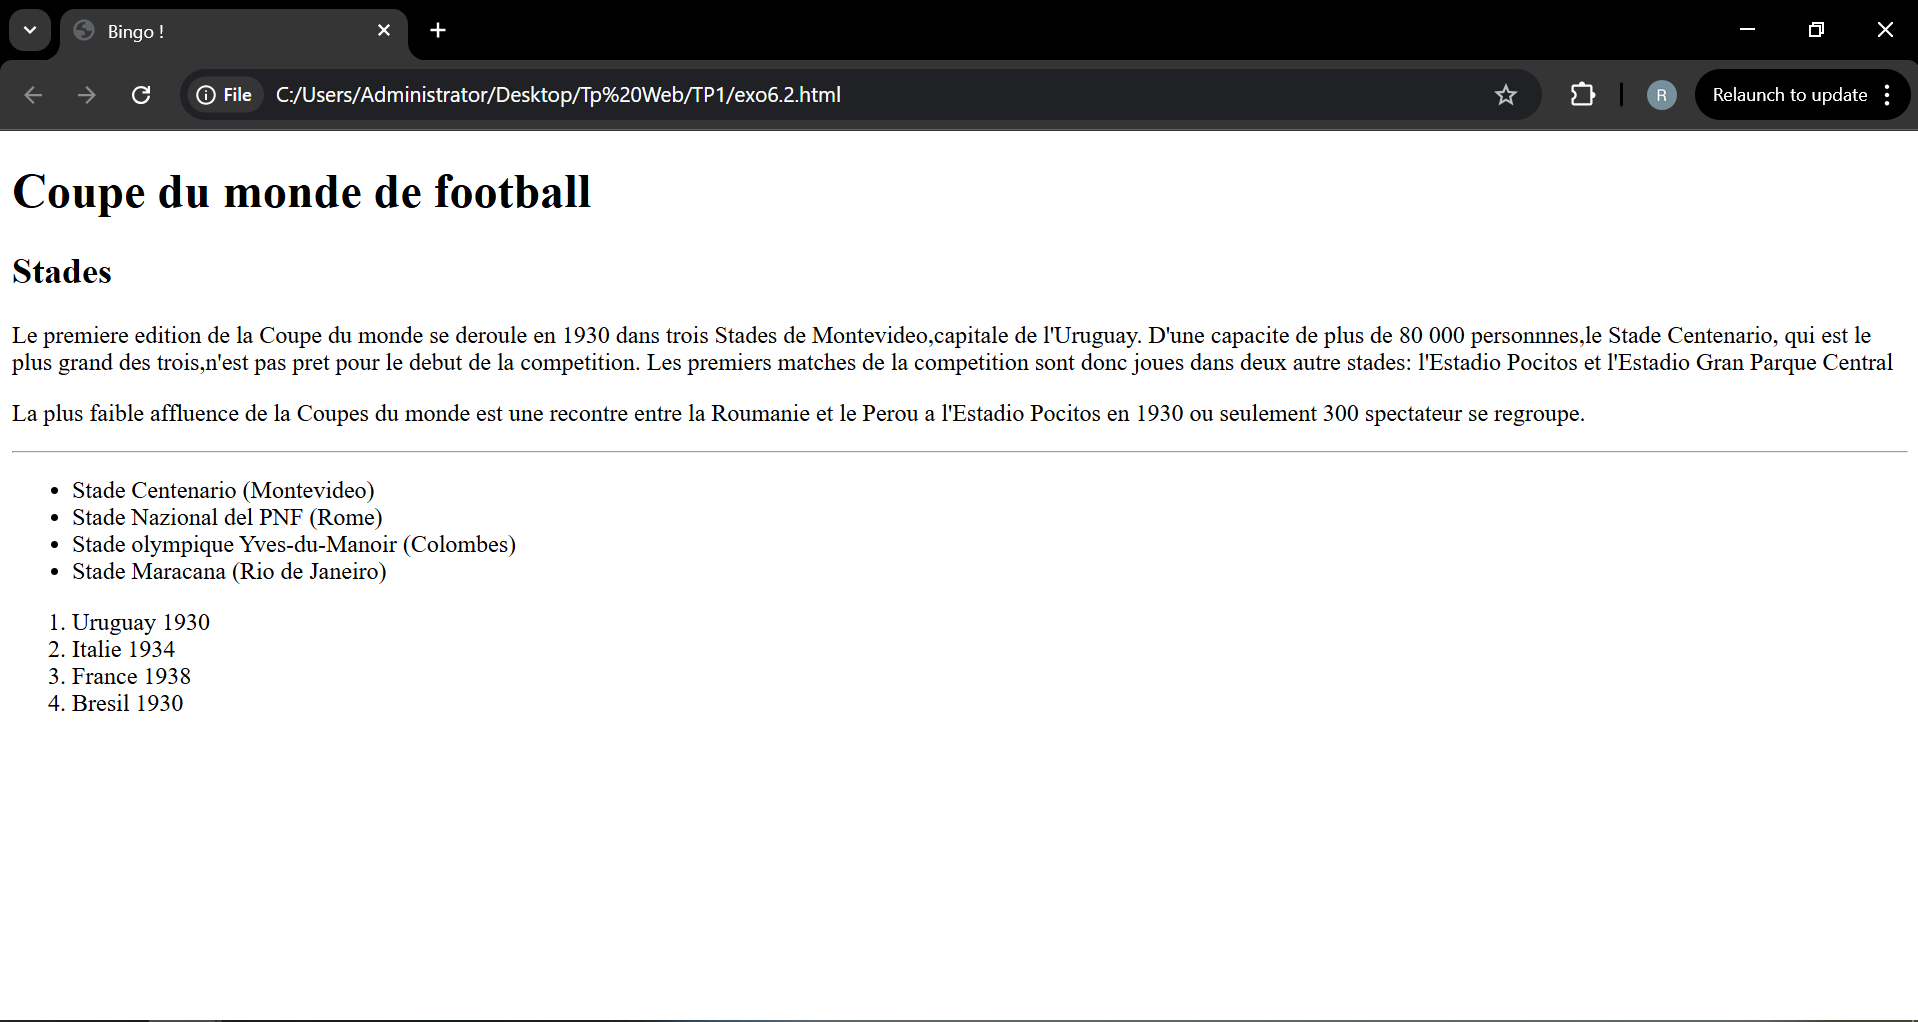 Bingo !
File
C:/Users/Administrator/Desktop/Tp%20Web/TP1/exo6.2.html
R
Relaunch to update
Coupe du monde de football
Stades
Le premiere edition de la Coupe du monde se deroule en 1930 dans trois Stades de Montevideo,capitale de l'Uruguay. D'une capacite de plus de 80 000 personnnes,le Stade Centenario, qui est le
plus grand des trois,n'est pas pret pour le debut de la competition. Les premiers matches de la competition sont donc joues dans deux autre stades: l'Estadio Pocitos et l'Estadio Gran Parque Central
La plus faible affluence de la Coupes du monde est une recontre entre la Roumanie et le Perou a l'Estadio Pocitos en 1930 ou seulement 300 spectateur se regroupe.
• Stade Centenario (Montevideo)
• Stade Nazional del PNF (Rome)
• Stade olympique Yves-du-Manoir (Colombes)
• Stade Maracana (Rio de Janeiro)
1. Uruguay 1930
2. Italie 1934
3. France 1938
4. Bresil 1930